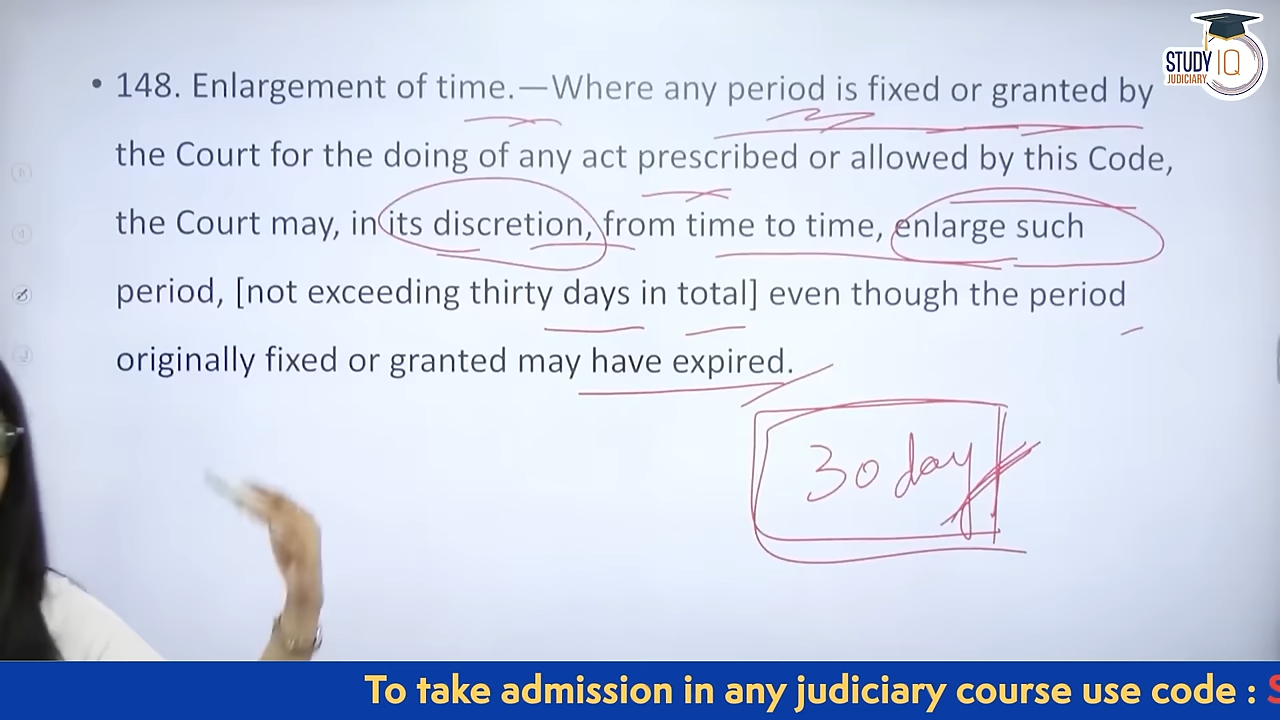 STUDY IQ
JUDICIARY
• 148. Enlargement of time.—Where any period is fixed or granted by
the Court for the doing of any act prescribed or allowed by this Code,
the Court may, in its discretion, from time to time, enlarge such
period, [not exceeding thirty days in total] even though the period
originally fixed or granted may have expired.
30 day
To take admission in any judiciary course use code : S